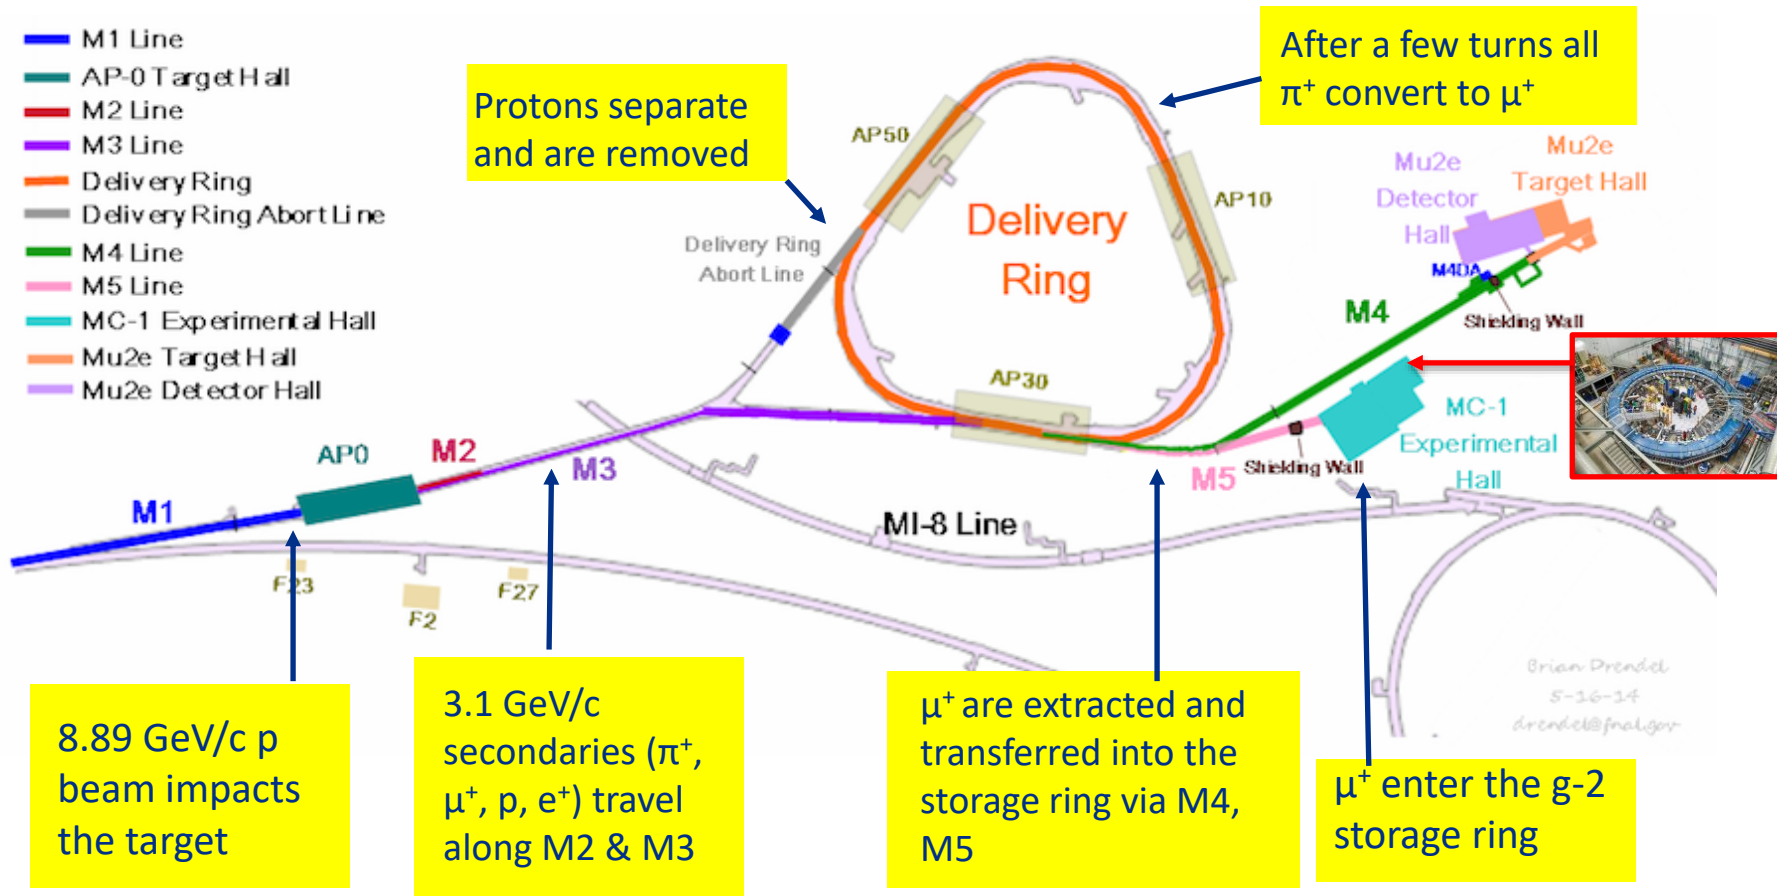 M1 Line
AP-0 Target Hall
M2 Line
M3 Line
Delivery Ring
Delivery Ring Abort Line
M4 Line
M5 Line
MC-1 Experimental Hall
Mu2e Target Hall
Mu2e Detector Hall
Protons separate
and are removed
After a few turns all
π⁺ convert to μ⁺
AP50
AP10
AP30
Delivery
Ring
Delivery Ring
Abort Line
Mu2e
Detector
Hall
Mu2e
Target Hall
M4DA
Shielding Wall
M4
MC-1
Experimental
Hall
M5
Shielding Wall
AP0
M2
M3
M1
MI-8 Line
F23
F2
F27
8.89 GeV/c p
beam impacts
the target
3.1 GeV/c
secondaries (π⁺,
μ⁺, p, e⁺) travel
along M2 & M3
μ⁺ are extracted and
transferred into the
storage ring via M4,
M5
μ⁺ enter the g-2
storage ring
Brian Drendel
5-16-14
drendel@fnal.gov